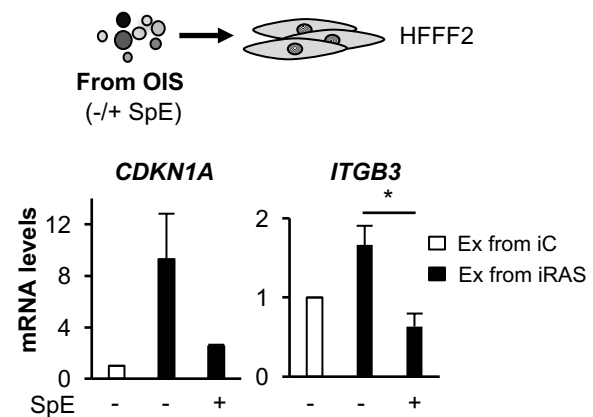 HFFF2
From OIS
(-/+ SpE)
CDKN1A
ITGB3
mRNA levels
12
8
4
0
*
2
1
0
Ex from iC
Ex from iRAS
SpE - - + - - +